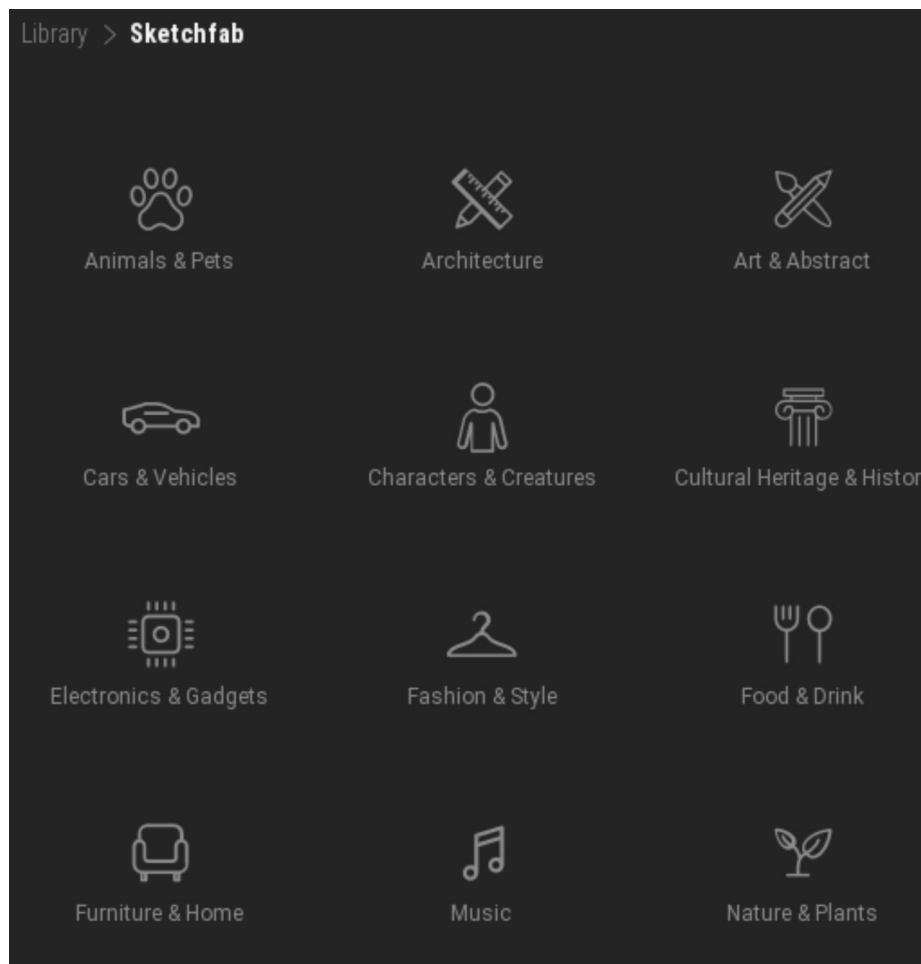 Library > Sketchfab
Animals & Pets
Architecture
Art & Abstract
Cars & Vehicles
Characters & Creatures
Cultural Heritage & Histor
Electronics & Gadgets
Fashion & Style
Food & Drink
Furniture & Home
Music
Nature & Plants